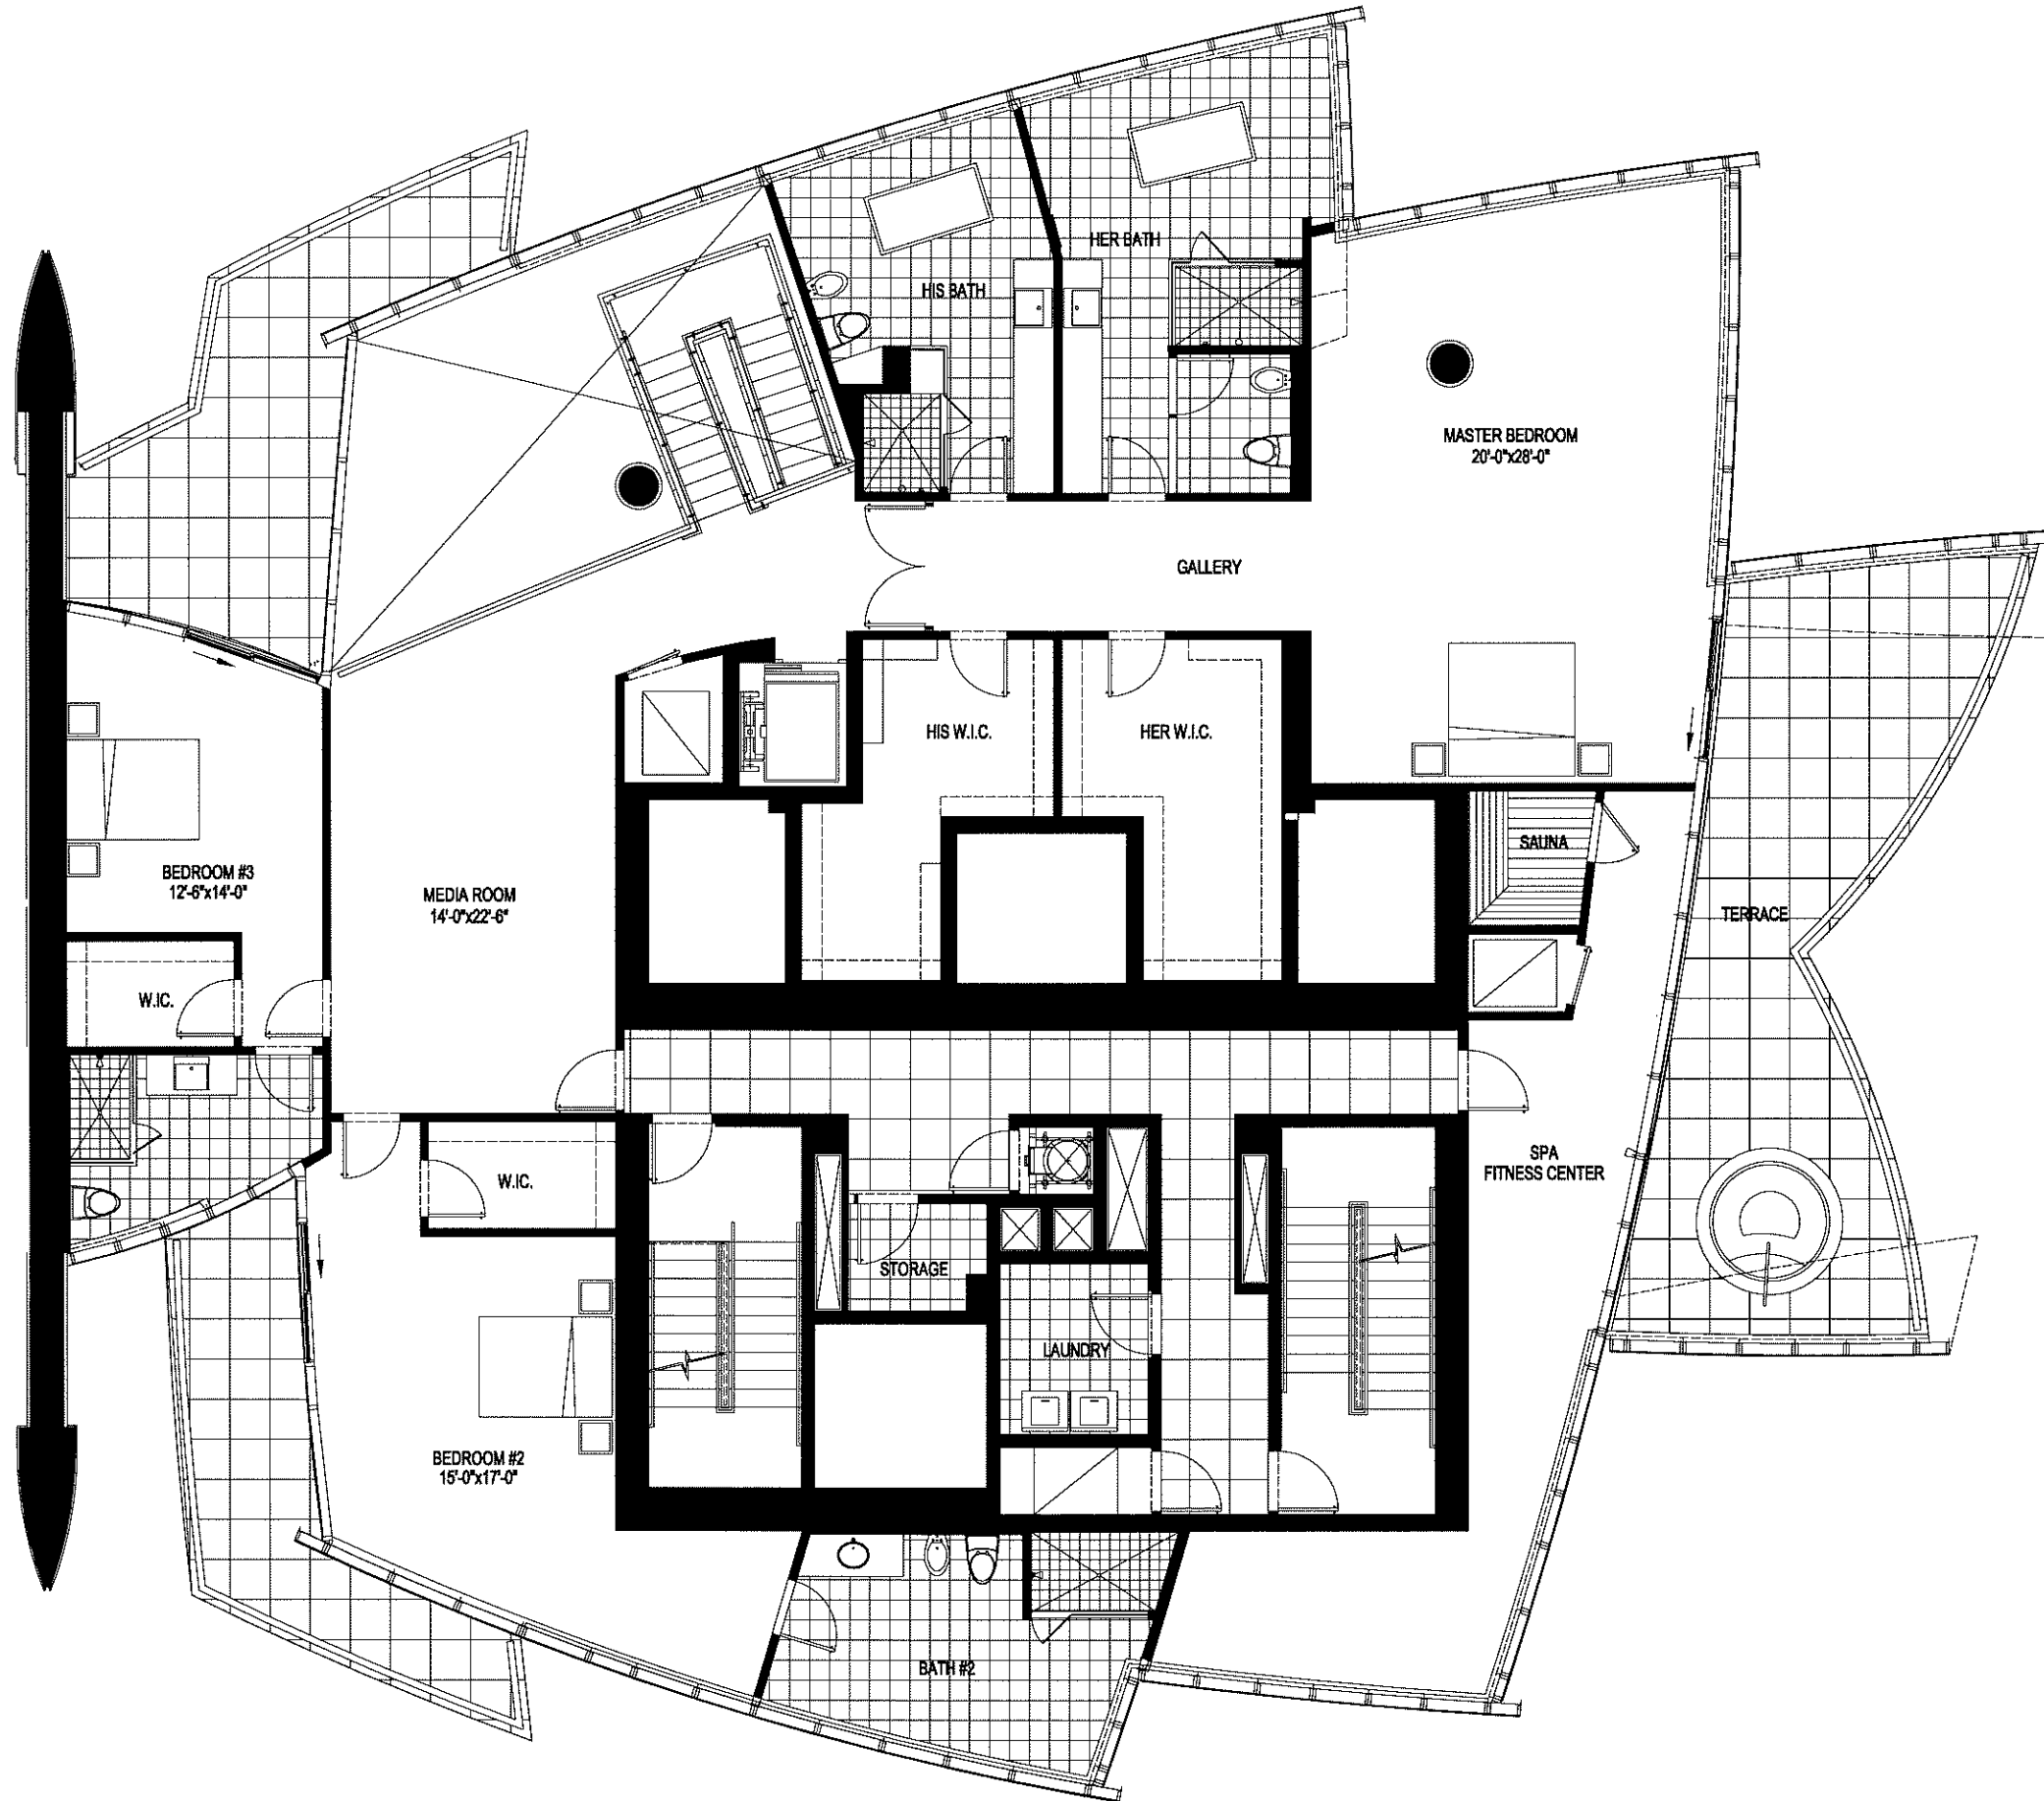 HER BATH
HIS BATH
MASTER BEDROOM
20'-0"x28'-0"
GALLERY
HIS W.I.C.
HER W.I.C.
SAUNA
BEDROOM #3
12'-6"x14'-0"
MEDIA ROOM
14'-0"x22'-6"
TERRACE
W.IC.
SPA
FITNESS CENTER
W.IC.
STORAGE
LAUNDRY
BEDROOM #2
15'-0"x17'-0"
BATH #2